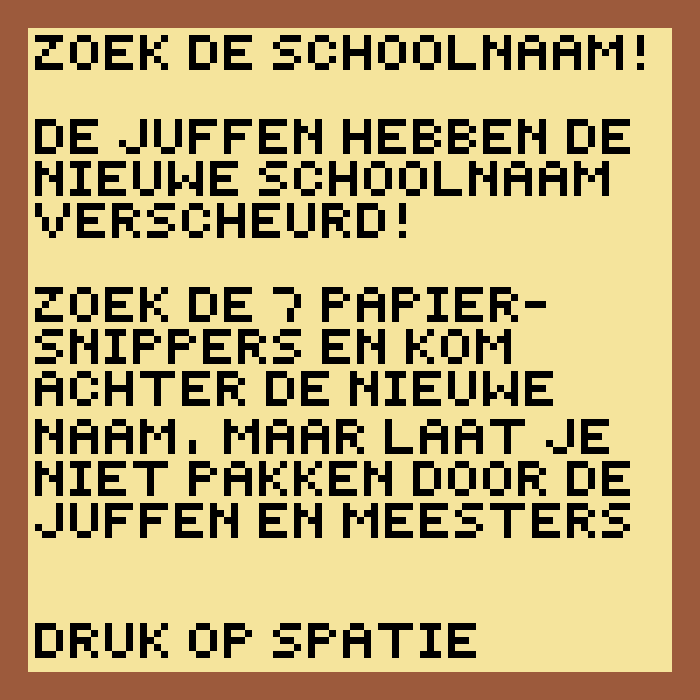 ZOEK DE SCHOOLNAAM!
DE JUFFEN HEBBEN DE
NIEUWE SCHOOLNAAM
VERSCHEURD!
ZOEK DE 7 PAPIER-
SNIPPERS EN KOM
ACHTER DE NIEUWE
NAAM. MAAR LAAT JE
NIET PAKKEN DOOR DE
JUFFEN EN MEESTERS
DRUK OP SPATIE